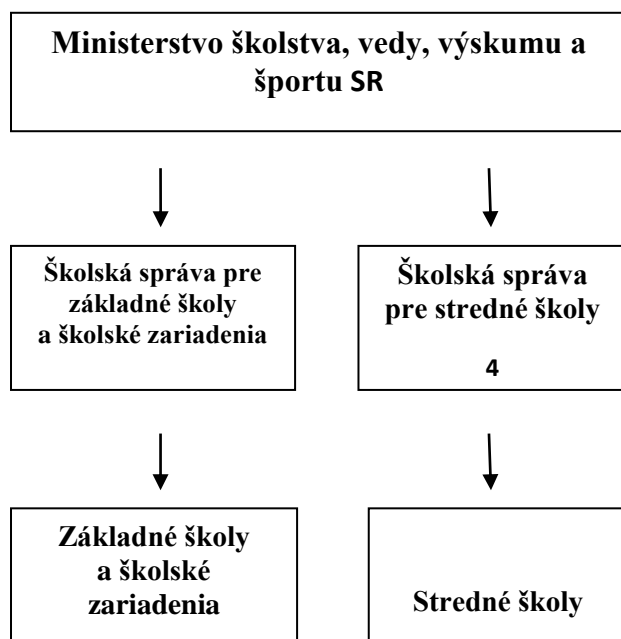 Ministerstvo školstva, vedy, výskumu a
športu SR
Školská správa pre
základné školy
a školské zariadenia
Školská správa
pre stredné školy
4
Základné školy
a školské
zariadenia
Stredné školy